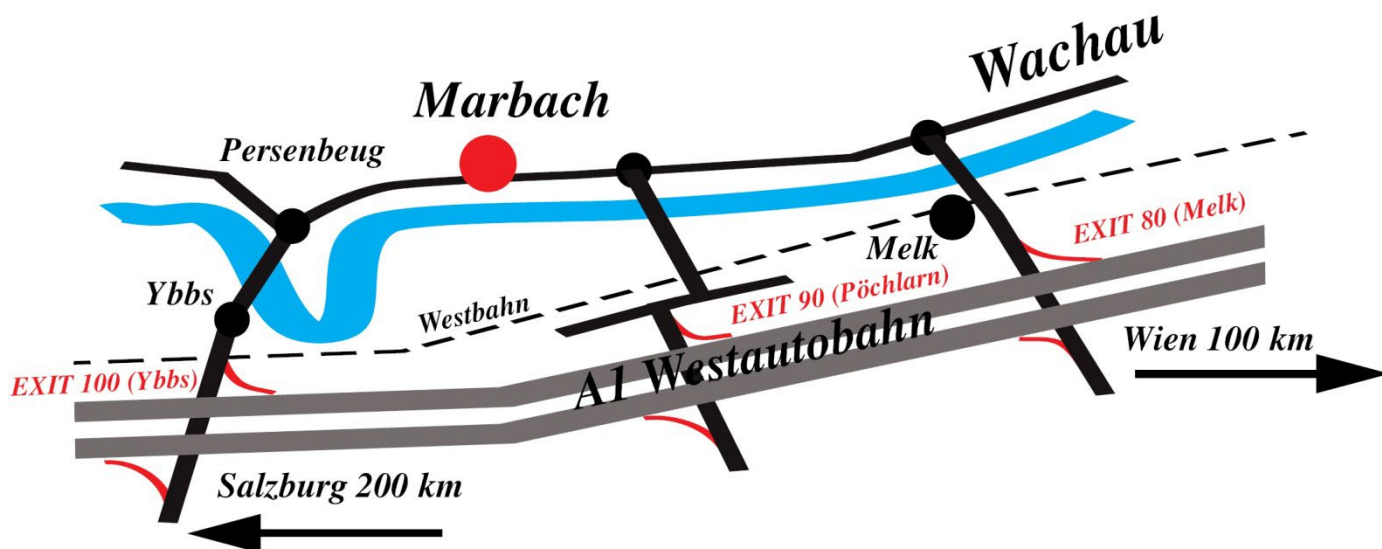 Wachau
Marbach
Persenbeug
Ybbs
Westbahn
Melk
EXIT 80 (Melk)
EXIT 90 (Pöchlarn)
EXIT 100 (Ybbs)
A1 Westautobahn
Wien 100 km
Salzburg 200 km